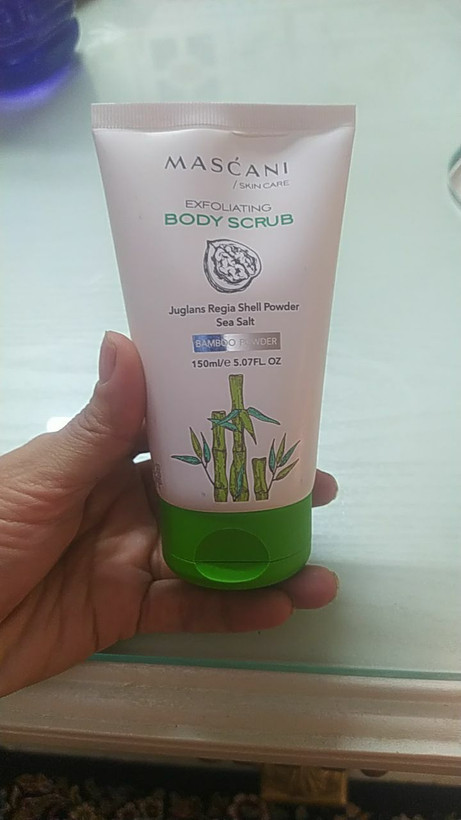 MASĆANI
/ SKIN CARE
EXFOLIATING
BODY SCRUB
Juglans Regia Shell Powder
Sea Salt
BAMBOO POWDER
150ml/℮ 5.07FL. OZ